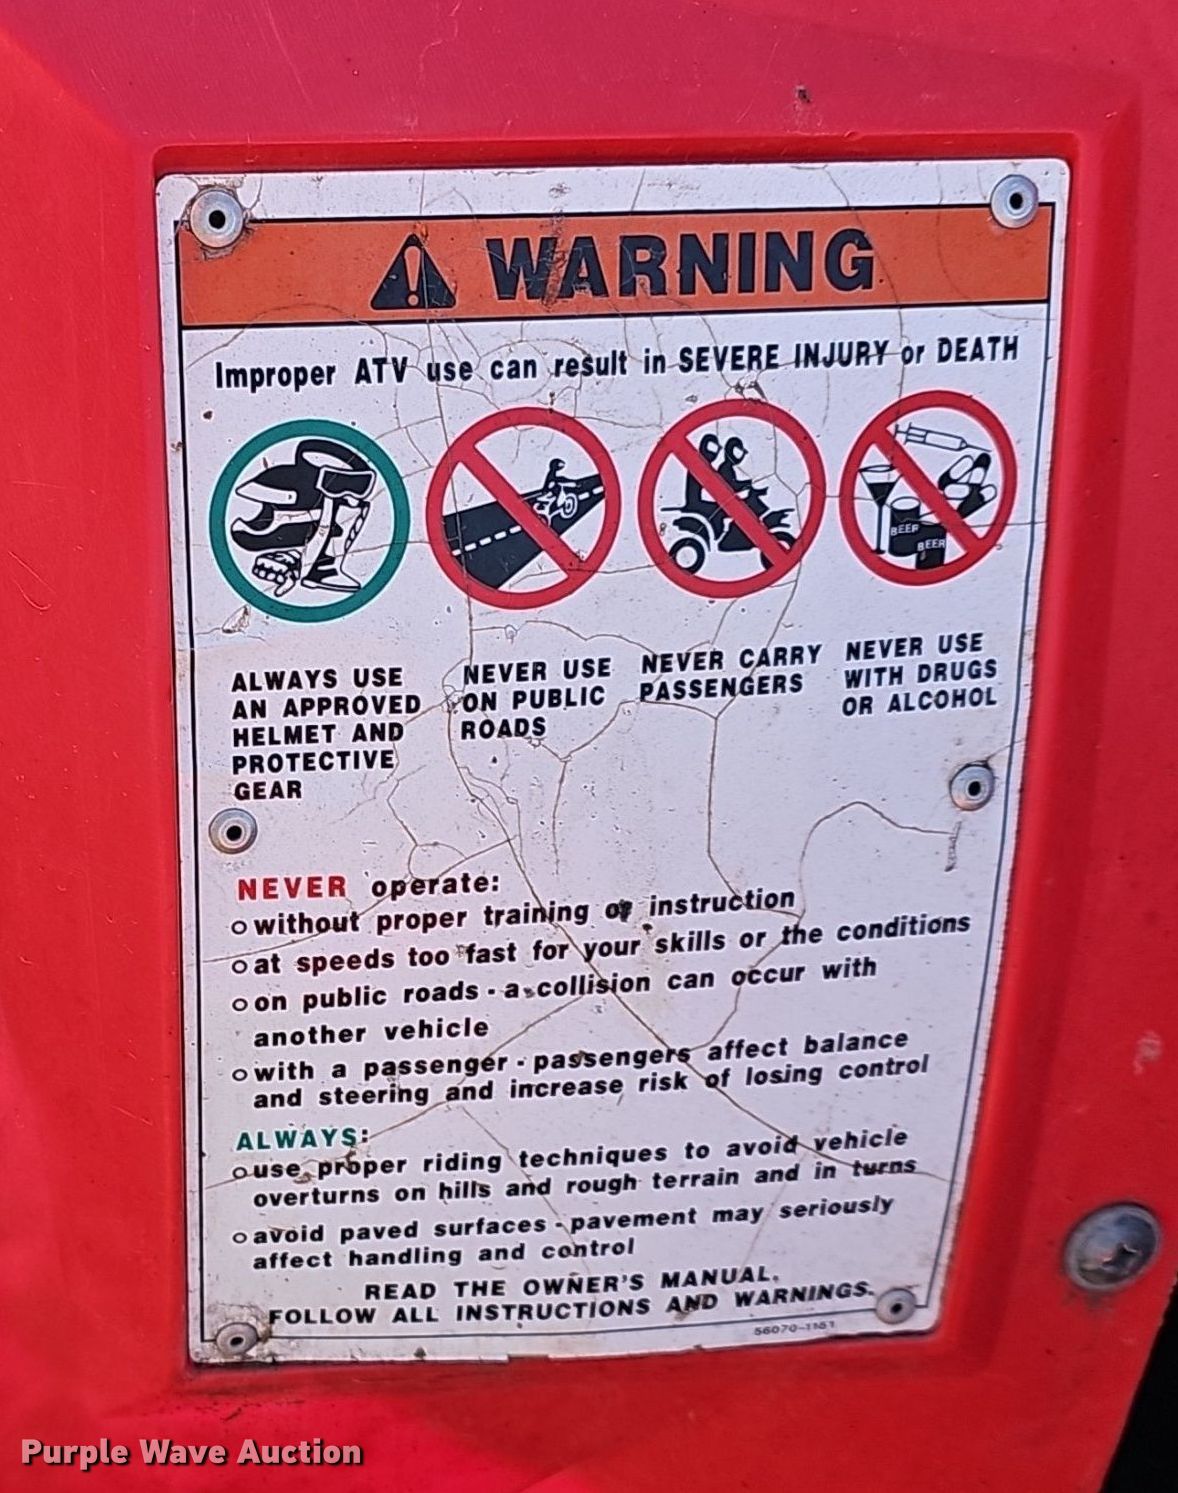 WARNING
Improper ATV use can result in SEVERE INJURY or DEATH
BEER
BEER
ALWAYS USE
AN APPROVED
HELMET AND
PROTECTIVE
GEAR
NEVER USE
ON PUBLIC
ROADS
NEVER CARRY
PASSENGERS
NEVER USE
WITH DRUGS
OR ALCOHOL
NEVER operate:
o without proper training or instruction
o at speeds too fast for your skills or the conditions
o on public roads - a collision can occur with
another vehicle
o with a passenger - passengers affect balance
and steering and increase risk of losing control
ALWAYS:
o use proper riding techniques to avoid vehicle
overturns on hills and rough terrain and in turns
o avoid paved surfaces - pavement may seriously
affect handling and control
READ THE OWNER'S MANUAL.
FOLLOW ALL INSTRUCTIONS AND WARNINGS.
Purple Wave Auction